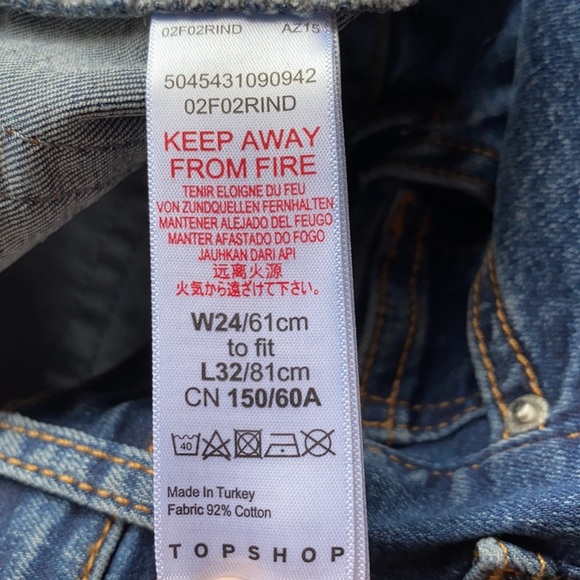 02F02RIND AZ15
5045431090942
02F02RIND
KEEP AWAY
FROM FIRE
TENIR ELOIGNE DU FEU
VON ZUNDQUELLEN FERNHALTEN
MANTENER ALEJADO DEL FEUGO
MANTER AFASTADO DO FOGO
JAUHKAN DARI API
远离火源
火気から遠ざけて下さい。
W24/61cm
to fit
L32/81cm
CN 150/60A
40
Made In Turkey
Fabric 92% Cotton
TOPSHOP